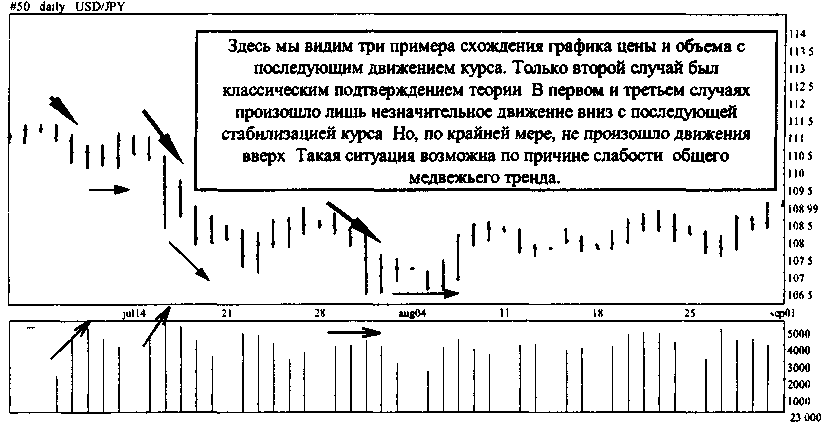 #50 daily USD/JPY
Здесь мы видим три примера схождения графика цены и объема с
последующим движением курса. Только второй случай был
классическим подтверждением теории В первом и третьем случаях
произошло лишь незначительное движение вниз с последующей
стабилизацией курса Но, по крайней мере, не произошло движения
вверх Такая ситуация возможна по причине слабости общего
медвежьего тренда.
114
113 5
113
112 5
112
111 5
111
110 5
110
109 5
108 99
108 5
108
107 5
107
106 5
jul14 21 28 aug04 11 18 25 sep01
5000
4000
3000
2000
1000
23 000